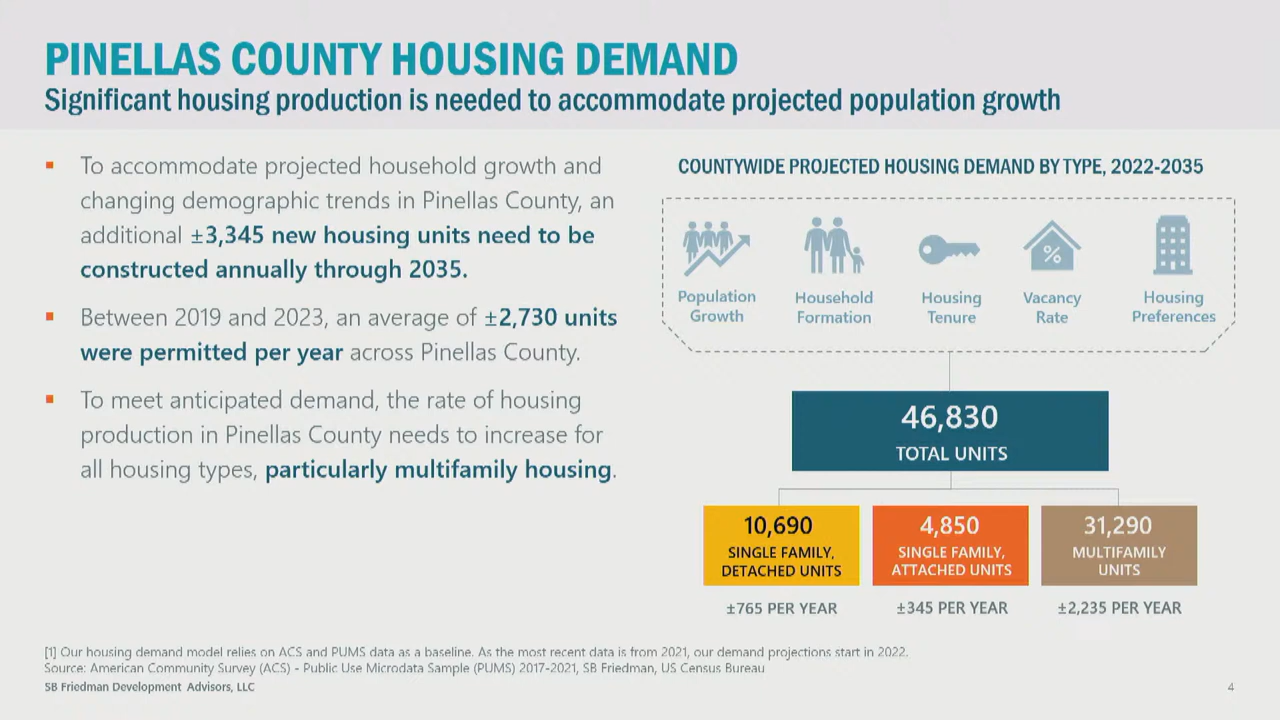 PINELLAS COUNTY HOUSING DEMAND
Significant housing production is needed to accommodate projected population growth
▪ To accommodate projected household growth and
changing demographic trends in Pinellas County, an
additional ±3,345 new housing units need to be
constructed annually through 2035.
▪ Between 2019 and 2023, an average of ±2,730 units
were permitted per year across Pinellas County.
▪ To meet anticipated demand, the rate of housing
production in Pinellas County needs to increase for
all housing types, particularly multifamily housing.
COUNTYWIDE PROJECTED HOUSING DEMAND BY TYPE, 2022-2035
Population
Growth
Household
Formation
Housing
Tenure
%
Vacancy
Rate
Housing
Preferences
46,830
TOTAL UNITS
10,690
SINGLE FAMILY,
DETACHED UNITS
±765 PER YEAR
4,850
SINGLE FAMILY,
ATTACHED UNITS
±345 PER YEAR
31,290
MULTIFAMILY
UNITS
±2,235 PER YEAR
[1] Our housing demand model relies on ACS and PUMS data as a baseline. As the most recent data is from 2021, our demand projections start in 2022.
Source: American Community Survey (ACS) - Public Use Microdata Sample (PUMS) 2017-2021, SB Friedman, US Census Bureau
SB Friedman Development Advisors, LLC
4